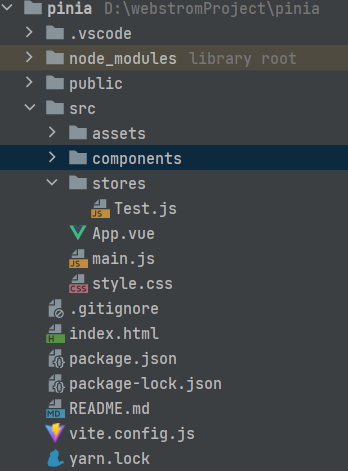 pinia D:\webstromProject\pinia
.vscode
node_modules library root
public
src
assets
components
stores
JS Test.js
App.vue
JS main.js
CSS style.css
.gitignore
H index.html
package.json
package-lock.json
MD README.md
vite.config.js
yarn.lock